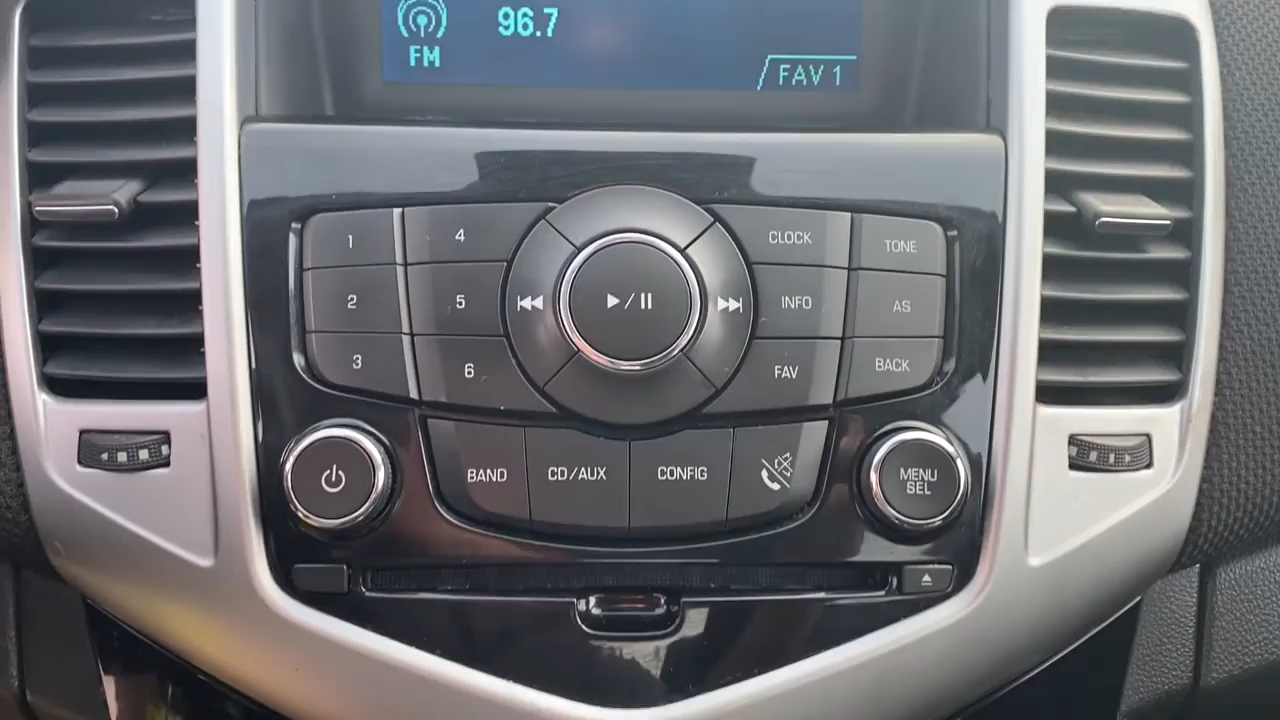 96.7
FM
FAV 1
1
4
CLOCK
TONE
2
5
INFO
AS
3
6
FAV
BACK
BAND
CD/AUX
CONFIG
MENU
SEL